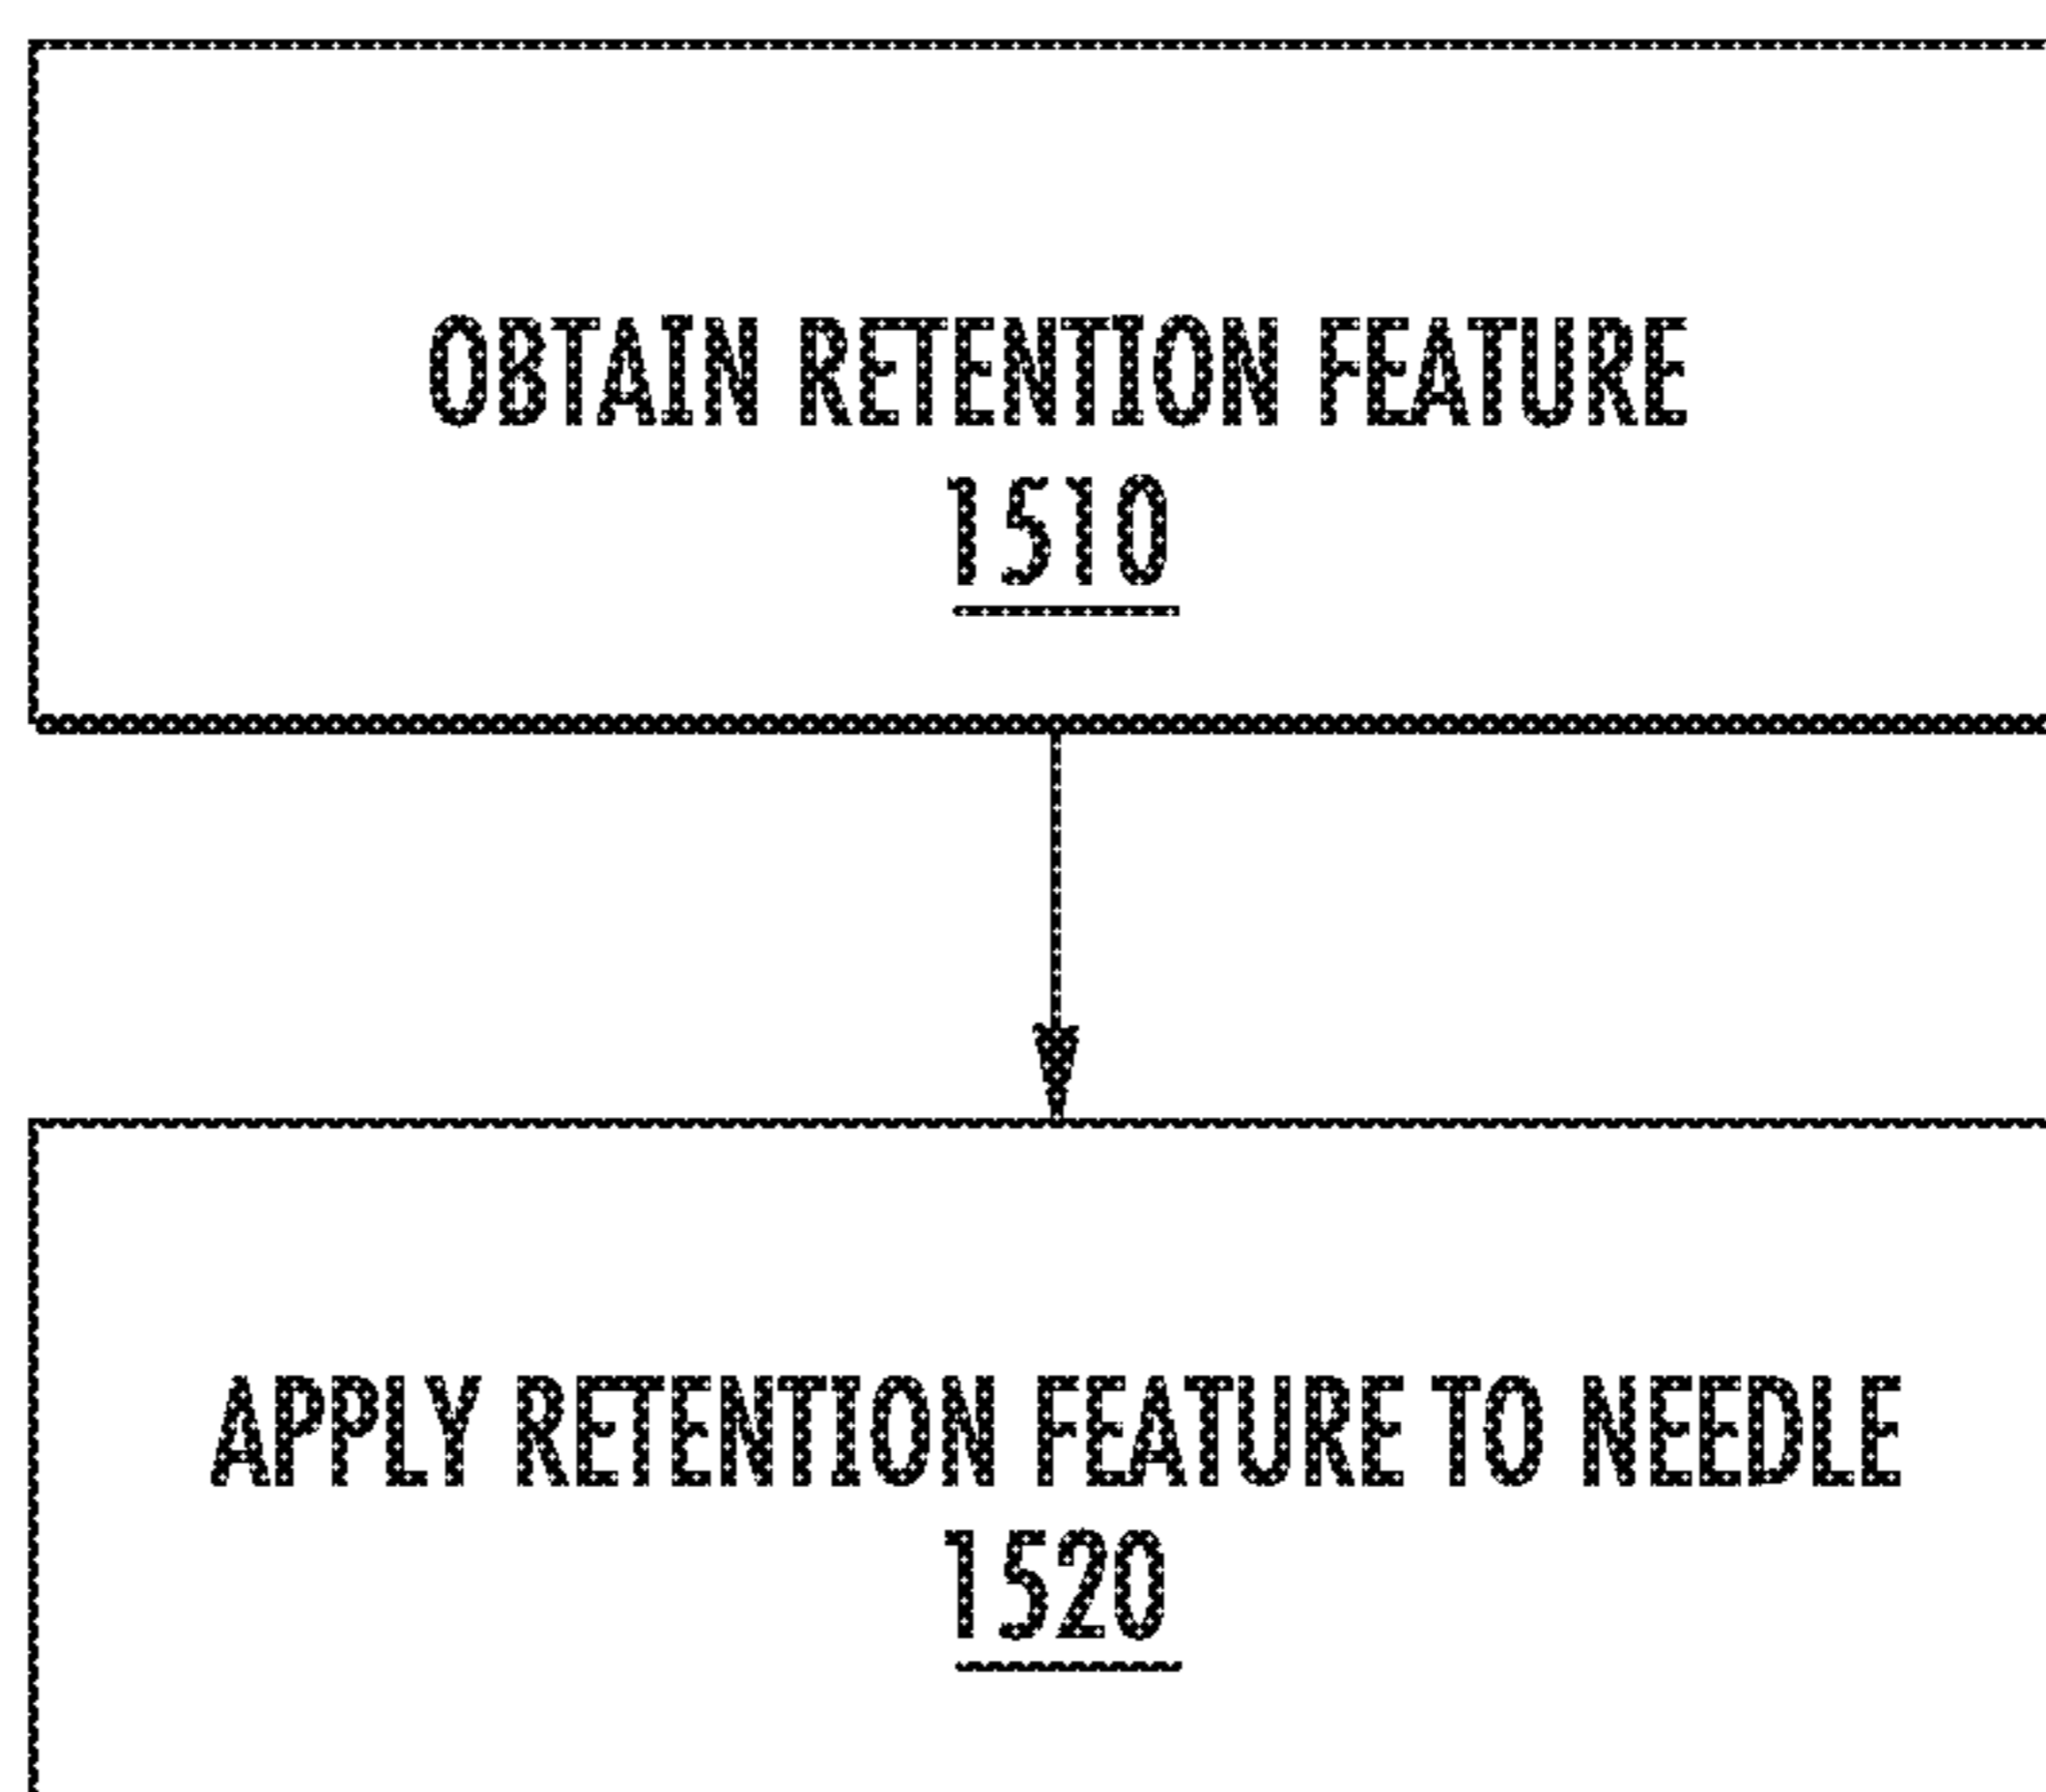 OBTAIN RETENTION FEATURE
1510
APPLY RETENTION FEATURE TO NEEDLE
1520